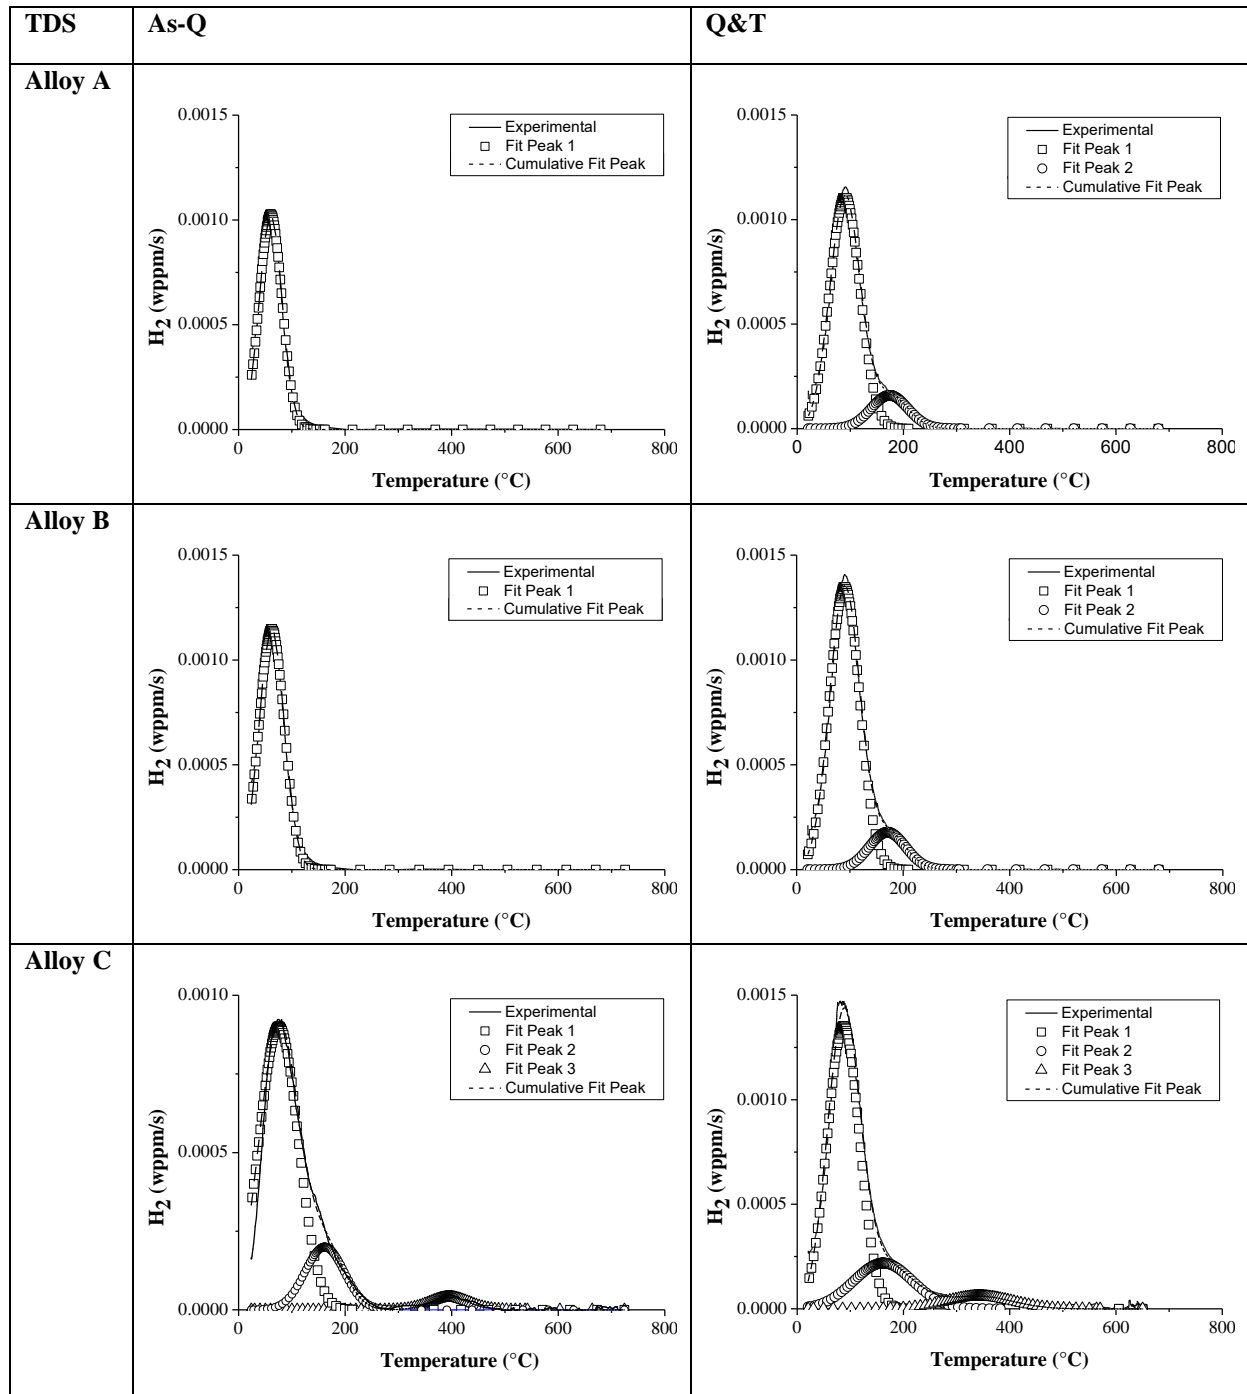 TDS As-Q Q&T
Alloy A
0.0015
0.0010
0.0005
0.0000
H2 (wppm/s)
0 200 400 600 800
Temperature (°C)
Experimental
Fit Peak 1
Cumulative Fit Peak
0.0015
0.0010
0.0005
0.0000
H2 (wppm/s)
0 200 400 600 800
Temperature (°C)
Experimental
Fit Peak 1
Fit Peak 2
Cumulative Fit Peak
Alloy B
0.0015
0.0010
0.0005
0.0000
H2 (wppm/s)
0 200 400 600 800
Temperature (°C)
Experimental
Fit Peak 1
Cumulative Fit Peak
0.0015
0.0010
0.0005
0.0000
H2 (wppm/s)
0 200 400 600 800
Temperature (°C)
Experimental
Fit Peak 1
Fit Peak 2
Cumulative Fit Peak
Alloy C
0.0010
0.0005
0.0000
H2 (wppm/s)
0 200 400 600 800
Temperature (°C)
Experimental
Fit Peak 1
Fit Peak 2
Fit Peak 3
Cumulative Fit Peak
0.0015
0.0010
0.0005
0.0000
H2 (wppm/s)
0 200 400 600 800
Temperature (°C)
Experimental
Fit Peak 1
Fit Peak 2
Fit Peak 3
Cumulative Fit Peak